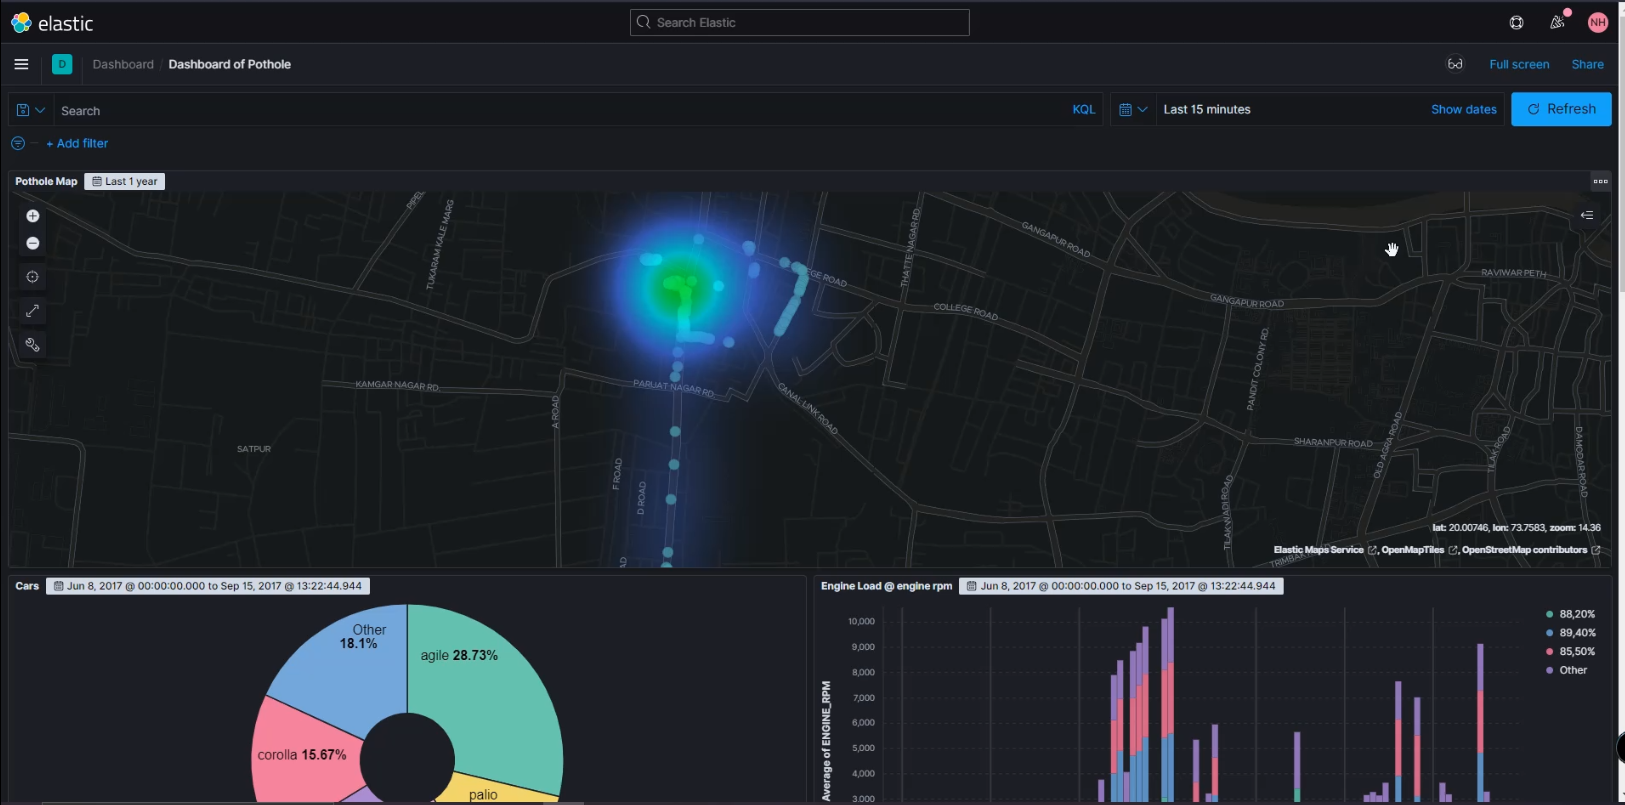 elastic
Search Elastic
NH
D
Dashboard / Dashboard of Pothole
Full screen
Share
Search
KQL
Last 15 minutes
Show dates
Refresh
+ Add filter
Pothole Map
Last 1 year
TUKARAM KALE MARG
THATTE NAGAR RD
GANGAPUR ROAD
COLLEGE ROAD
GANGAPUR ROAD
RAVIWAR PETH
KAMGAR NAGAR RD
PARIJAT NAGAR RD
CANAL LINK ROAD
PANDIT COLONY RD.
A ROAD
SATPUR
F ROAD
D ROAD
SHARANPUR ROAD
OLD AGRA ROAD
TILAK ROAD
DAMODAR ROAD
TILAKWADI ROAD
lat: 20.00746, lon: 73.7583, zoom: 14.36
Elastic Maps Service , OpenMapTiles , OpenStreetMap contributors
Cars
Jun 8, 2017 @ 00:00:00.000 to Sep 15, 2017 @ 13:22:44.944
Other
18.1%
agile 28.73%
corolla 15.67%
palio
Engine Load @ engine rpm
Jun 8, 2017 @ 00:00:00.000 to Sep 15, 2017 @ 13:22:44.944
Average of ENGINE_RPM
10,000
9,000
8,000
7,000
6,000
5,000
4,000
3,000
88,20%
89,40%
85,50%
Other